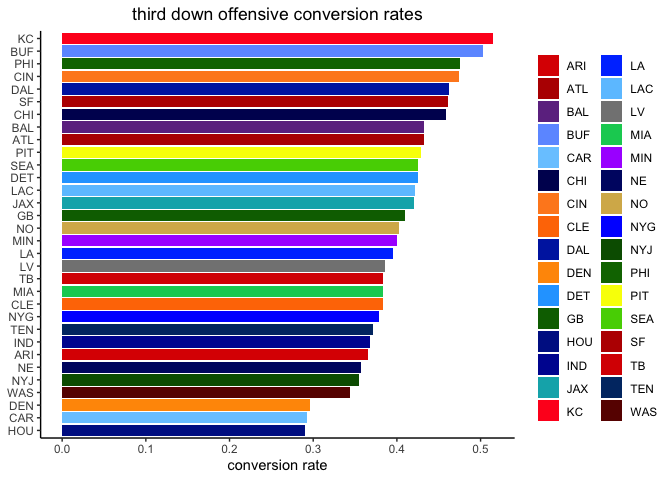 third down offensive conversion rates
KC
BUF
PHI
CIN
DAL
SF
CHI
BAL
ATL
PIT
SEA
DET
LAC
JAX
GB
NO
MIN
LA
LV
TB
MIA
CLE
NYG
TEN
IND
ARI
NE
NYJ
WAS
DEN
CAR
HOU
0.0 0.1 0.2 0.3 0.4 0.5
conversion rate
ARI LA
ATL LAC
BAL LV
BUF MIA
CAR MIN
CHI NE
CIN NO
CLE NYG
DAL NYJ
DEN PHI
DET PIT
GB SEA
HOU SF
IND TB
JAX TEN
KC WAS